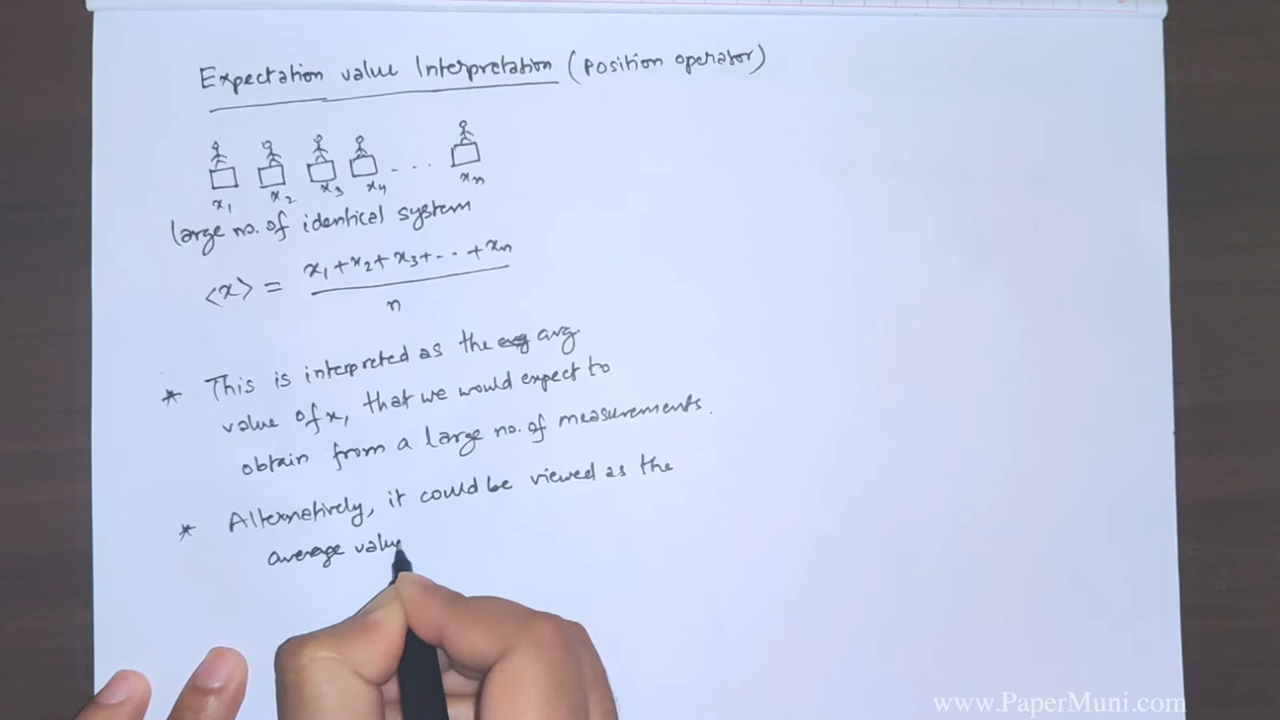 Expectation value Interpretation (position operator)
x₁ x₂ x₃ x₄ . . . xₙ
large no. of identical system
⟨x⟩ = x₁ + x₂ + x₃ + - . . + xₙ
n
* This is interpreted as the avg avg.
value of x, that we would expect to
obtain from a large no. of measurements.
* Alternatively, it could be viewed as the
average value
www.PaperMuni.com